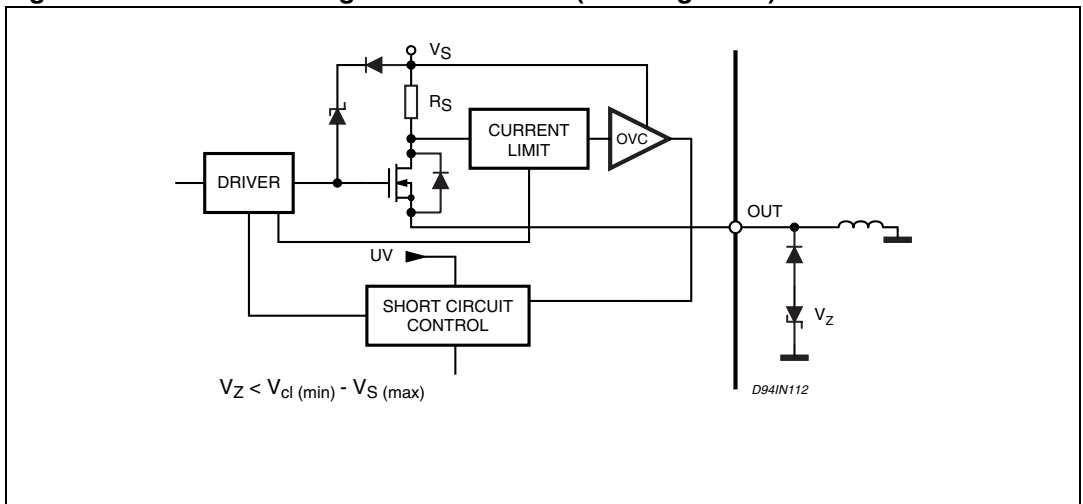 VS
RS
CURRENT
LIMIT
OVC
DRIVER
OUT
UV
SHORT CIRCUIT
CONTROL
VZ
VZ < Vcl (min) - VS (max)
D94IN112